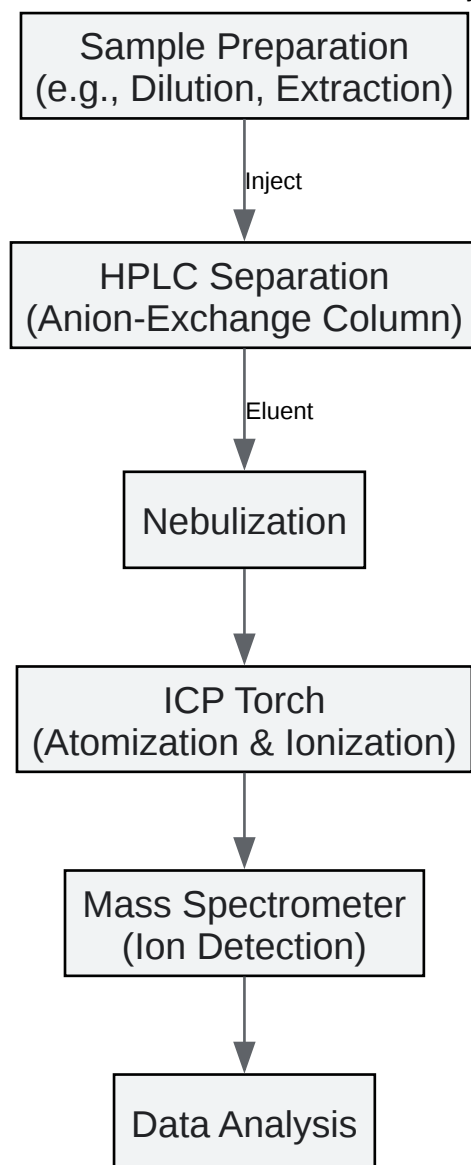 Sample Preparation
(e.g., Dilution, Extraction)
Inject
HPLC Separation
(Anion-Exchange Column)
Eluent
Nebulization
ICP Torch
(Atomization & Ionization)
Mass Spectrometer
(Ion Detection)
Data Analysis